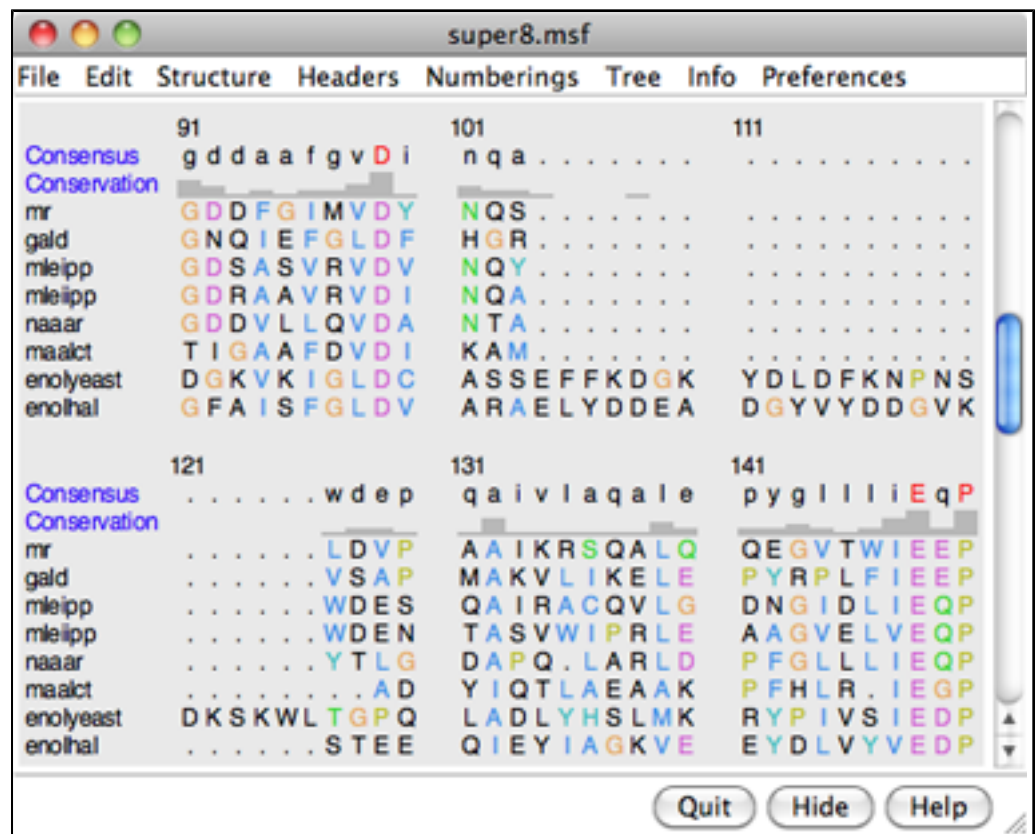 super8.msf
File Edit Structure Headers Numberings Tree Info Preferences
91 101 111
Consensus g d d a a f g v D i n q a . . . . . . . . . . . . . . . . .
Conservation
mr G D D F G I M V D Y N Q S . . . . . . . . . . . . . . . . .
gald G N Q I E F G L D F H G R . . . . . . . . . . . . . . . . .
mleipp G D S A S V R V D V N Q Y . . . . . . . . . . . . . . . . .
mleiipp G D R A A V R V D I N Q A . . . . . . . . . . . . . . . . .
naaar G D D V L L Q V D A N T A . . . . . . . . . . . . . . . . .
maalct T I G A A F D V D I K A M . . . . . . . . . . . . . . . . .
enolyeast D G K V K I G L D C A S S E F F K D G K Y D L D F K N P N S
enolhal G F A I S F G L D V A R A E L Y D D E A D G Y V Y D D G V K
121 131 141
Consensus . . . . . . w d e p q a i v l a q a l e p y g l l l i E q P
Conservation
mr . . . . . . L D V P A A I K R S Q A L Q Q E G V T W I E E P
gald . . . . . . V S A P M A K V L I K E L E P Y R P L F I E E P
mleipp . . . . . . W D E S Q A I R A C Q V L G D N G I D L I E Q P
mleiipp . . . . . . W D E N T A S V W I P R L E A A G V E L V E Q P
naaar . . . . . . Y T L G D A P Q . L A R L D P F G L L L I E Q P
maalct . . . . . . . . A D Y I Q T L A E A A K P F H L R . I E G P
enolyeast D K S K W L T G P Q L A D L Y H S L M K R Y P I V S I E D P
enolhal . . . . . . S T E E Q I E Y I A G K V E E Y D L V Y V E D P
Quit Hide Help